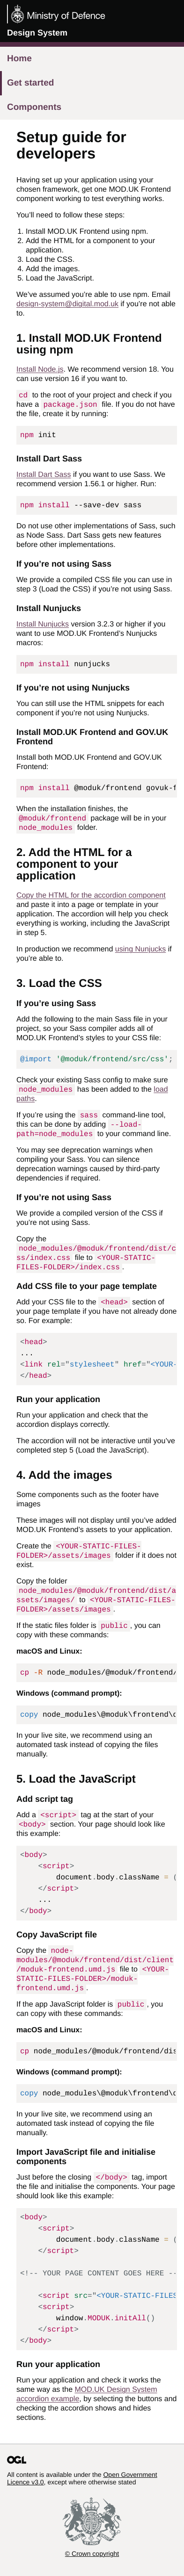 Ministry of Defence
Design System
Home
Get started
Components
Setup guide for
developers
Having set up your application using your
chosen framework, get one MOD.UK Frontend
component working to test everything works.
You'll need to follow these steps:
1. Install MOD.UK Frontend using npm.
2. Add the HTML for a component to your
application.
3. Load the CSS.
4. Add the images.
5. Load the JavaScript.
We've assumed you're able to use npm. Email
design-system@digital.mod.uk if you're not able
to.
1. Install MOD.UK Frontend
using npm
Install Node.js. We recommend version 18. You
can use version 16 if you want to.
cd to the root of your project and check if you
have a package.json file. If you do not have
the file, create it by running:
npm init
Install Dart Sass
Install Dart Sass if you want to use Sass. We
recommend version 1.56.1 or higher. Run:
npm install --save-dev sass
Do not use other implementations of Sass, such
as Node Sass. Dart Sass gets new features
before other implementations.
If you're not using Sass
We provide a compiled CSS file you can use in
step 3 (Load the CSS) if you're not using Sass.
Install Nunjucks
Install Nunjucks version 3.2.3 or higher if you
want to use MOD.UK Frontend's Nunjucks
macros:
npm install nunjucks
If you're not using Nunjucks
You can still use the HTML snippets for each
component if you're not using Nunjucks.
Install MOD.UK Frontend and GOV.UK
Frontend
Install both MOD.UK Frontend and GOV.UK
Frontend:
npm install @moduk/frontend govuk-f
When the installation finishes, the
@moduk/frontend package will be in your
node_modules folder.
2. Add the HTML for a
component to your
application
Copy the HTML for the accordion component
and paste it into a page or template in your
application. The accordion will help you check
everything is working, including the JavaScript
in step 5.
In production we recommend using Nunjucks if
you're able to.
3. Load the CSS
If you're using Sass
Add the following to the main Sass file in your
project, so your Sass compiler adds all of
MOD.UK Frontend's styles to your CSS file:
@import '@moduk/frontend/src/css';
Check your existing Sass config to make sure
node_modules has been added to the load
paths.
If you're using the sass command-line tool,
this can be done by adding --load-
path=node_modules to your command line.
You may see deprecation warnings when
compiling your Sass. You can silence
deprecation warnings caused by third-party
dependencies if required.
If you're not using Sass
We provide a compiled version of the CSS if
you're not using Sass.
Copy the
node_modules/@moduk/frontend/dist/c
ss/index.css file to <YOUR-STATIC-
FILES-FOLDER>/index.css.
Add CSS file to your page template
Add your CSS file to the <head> section of
your page template if you have not already done
so. For example:
<head>
...
<link rel="stylesheet" href="<YOUR-
</head>
Run your application
Run your application and check that the
accordion displays correctly.
The accordion will not be interactive until you've
completed step 5 (Load the JavaScript).
4. Add the images
Some components such as the footer have
images
These images will not display until you've added
MOD.UK Frontend's assets to your application.
Create the <YOUR-STATIC-FILES-
FOLDER>/assets/images folder if it does not
exist.
Copy the folder
node_modules/@moduk/frontend/dist/a
ssets/images/ to <YOUR-STATIC-FILES-
FOLDER>/assets/images.
If the static files folder is public, you can
copy with these commands:
macOS and Linux:
cp -R node_modules/@moduk/frontend/
Windows (command prompt):
copy node_modules\@moduk\frontend\d
In your live site, we recommend using an
automated task instead of copying the files
manually.
5. Load the JavaScript
Add script tag
Add a <script> tag at the start of your
<body> section. Your page should look like
this example:
<body>
<script>
document.body.className = (
</script>
...
</body>
Copy JavaScript file
Copy the node-
modules/@moduk/frontend/dist/client
/moduk-frontend.umd.js file to <YOUR-
STATIC-FILES-FOLDER>/moduk-
frontend.umd.js.
If the app JavaScript folder is public, you
can copy with these commands:
macOS and Linux:
cp node_modules/@moduk/frontend/dis
Windows (command prompt):
copy node_modules\@moduk\frontend\d
In your live site, we recommend using an
automated task instead of copying the file
manually.
Import JavaScript file and initialise
components
Just before the closing </body> tag, import
the file and initialise the components. Your page
should look like this example:
<body>
<script>
document.body.className = (
</script>
<!-- YOUR PAGE CONTENT GOES HERE --
<script src="<YOUR-STATIC-FILES
<script>
window.MODUK.initAll()
</script>
</body>
Run your application
Run your application and check it works the
same way as the MOD.UK Design System
accordion example, by selecting the buttons and
checking the accordion shows and hides
sections.
OGL
All content is available under the Open Government
Licence v3.0, except where otherwise stated
© Crown copyright